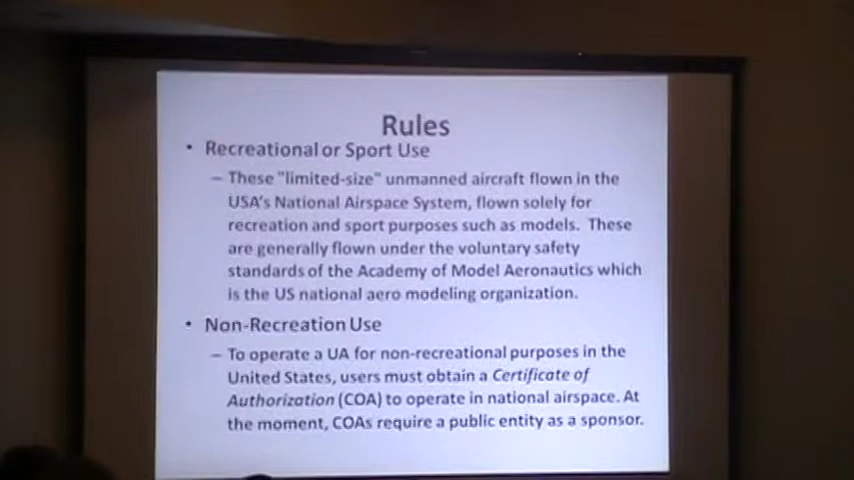 Rules
• Recreational or Sport Use
– These "limited-size" unmanned aircraft flown in the
USA's National Airspace System, flown solely for
recreation and sport purposes such as models. These
are generally flown under the voluntary safety
standards of the Academy of Model Aeronautics which
is the US national aero modeling organization.
• Non-Recreation Use
– To operate a UA for non-recreational purposes in the
United States, users must obtain a Certificate of
Authorization (COA) to operate in national airspace. At
the moment, COAs require a public entity as a sponsor.